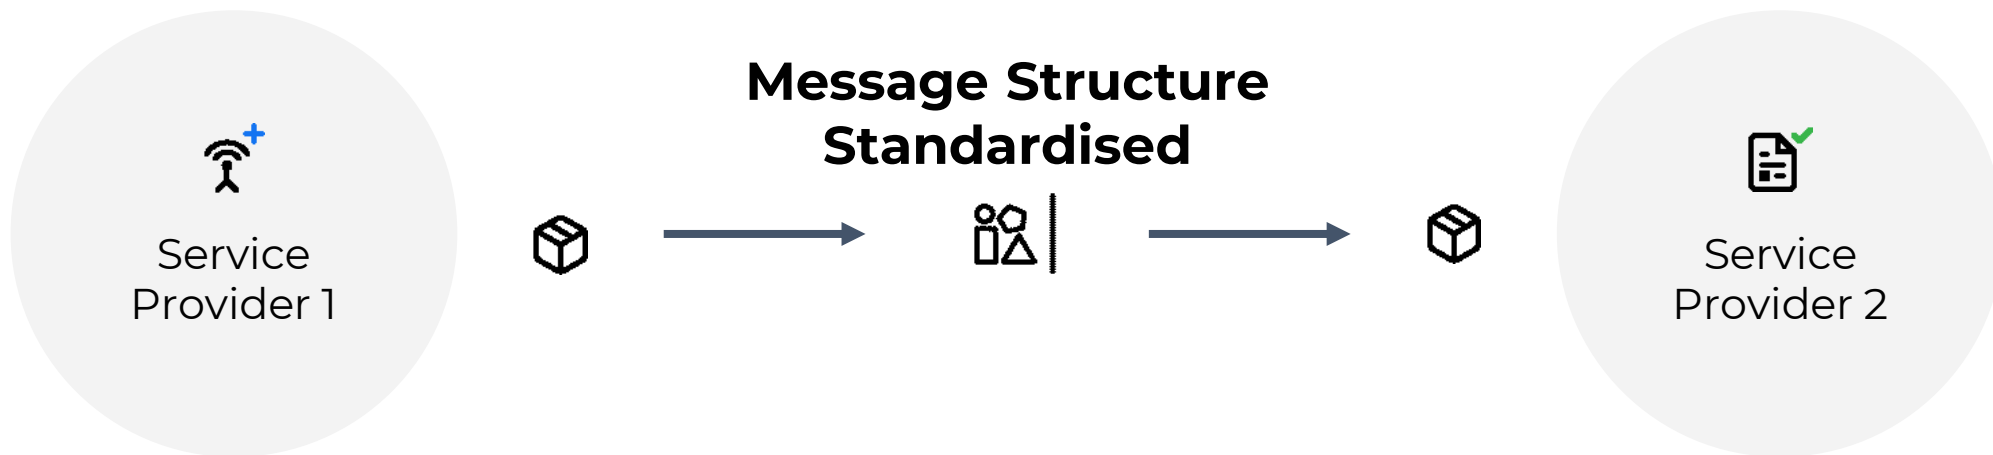 Message Structure
Standardised
Service
Provider 1
Service
Provider 2